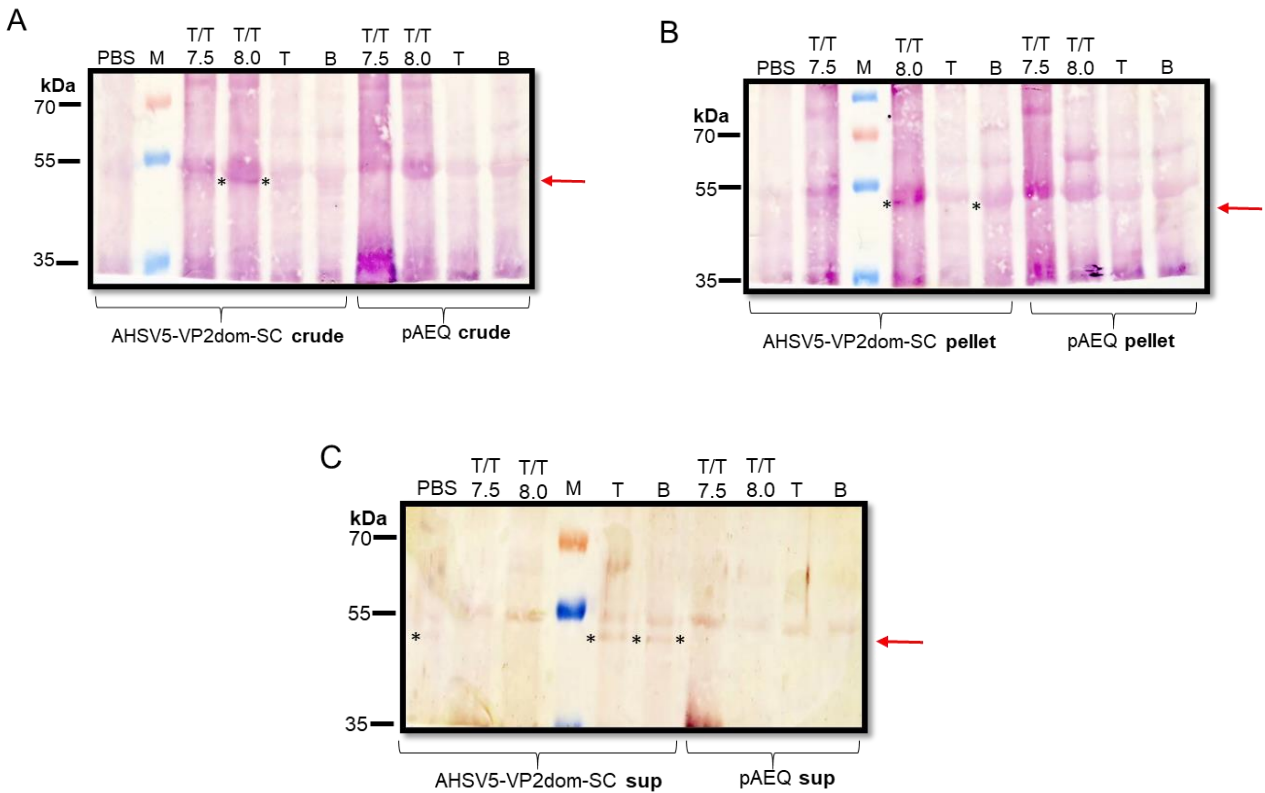 A
T/T T/T T/T T/T
PBS M 7.5 8.0 T B 7.5 8.0 T B
kDa
70
55
* *
35
AHSV5-VP2dom-SC crude pAEQ crude
B
T/T T/T T/T T/T
PBS 7.5 M 8.0 T B 7.5 8.0 T B
kDa
70
55
* *
35
AHSV5-VP2dom-SC pellet pAEQ pellet
C
T/T T/T T/T T/T
PBS 7.5 8.0 M T B 7.5 8.0 T B
kDa
70
55
* * * *
35
AHSV5-VP2dom-SC sup pAEQ sup